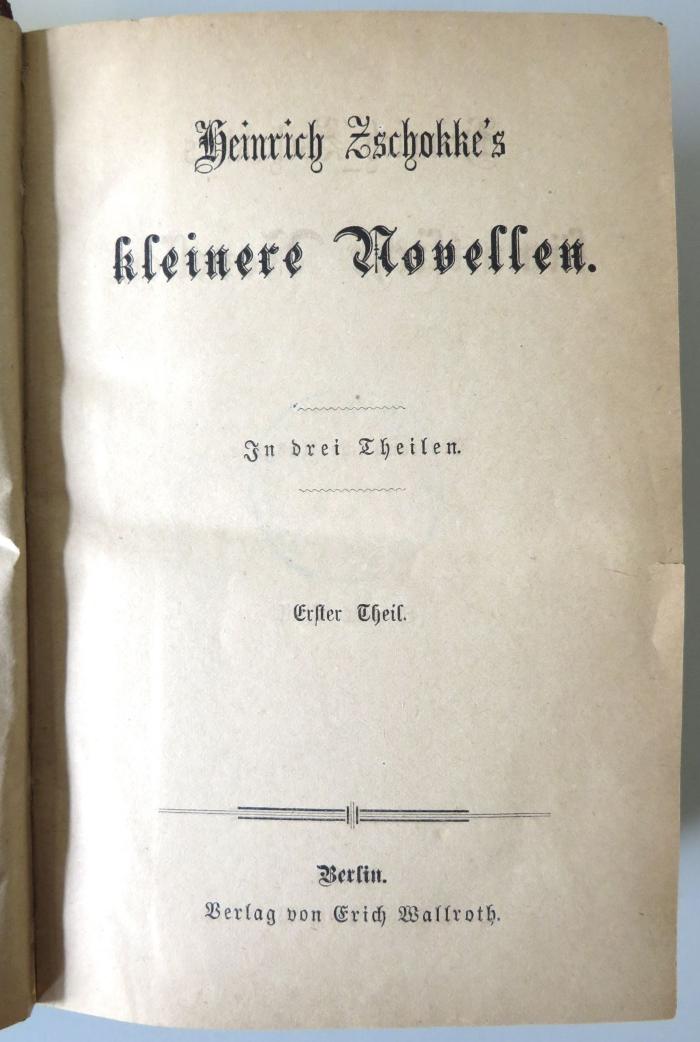 Heinrich Zschokke's
kleinere Novellen.
In drei Theilen.
Erster Theil.
Berlin.
Verlag von Erich Wallroth.